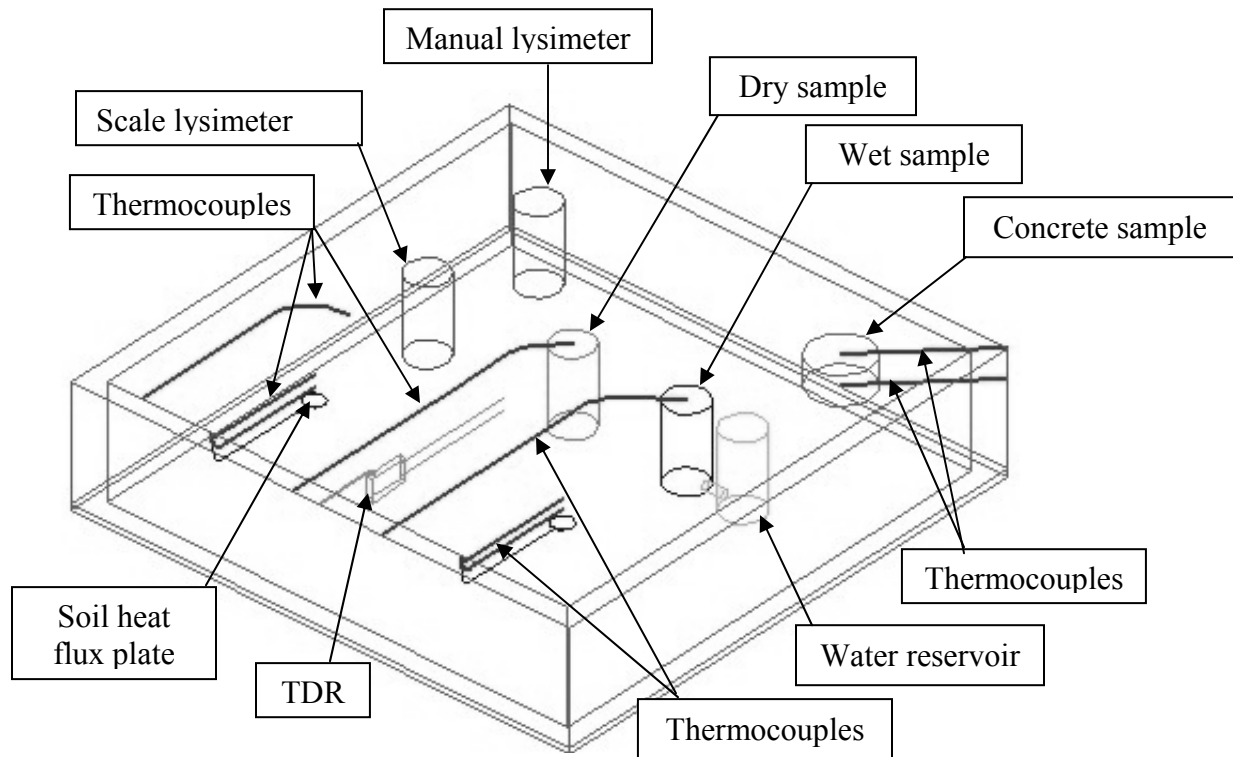 Manual lysimeter
Dry sample
Scale lysimeter
Wet sample
Thermocouples
Concrete sample
Thermocouples
Soil heat
flux plate
Water reservoir
TDR
Thermocouples